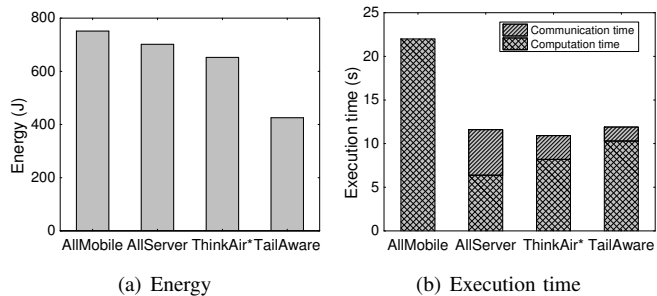 800
600
400
200
0
Energy (J)
AllMobile AllServer ThinkAir* TailAware
(a) Energy
25
20
15
10
5
0
Execution time (s)
Communication time
Computation time
AllMobile AllServer ThinkAir* TailAware
(b) Execution time